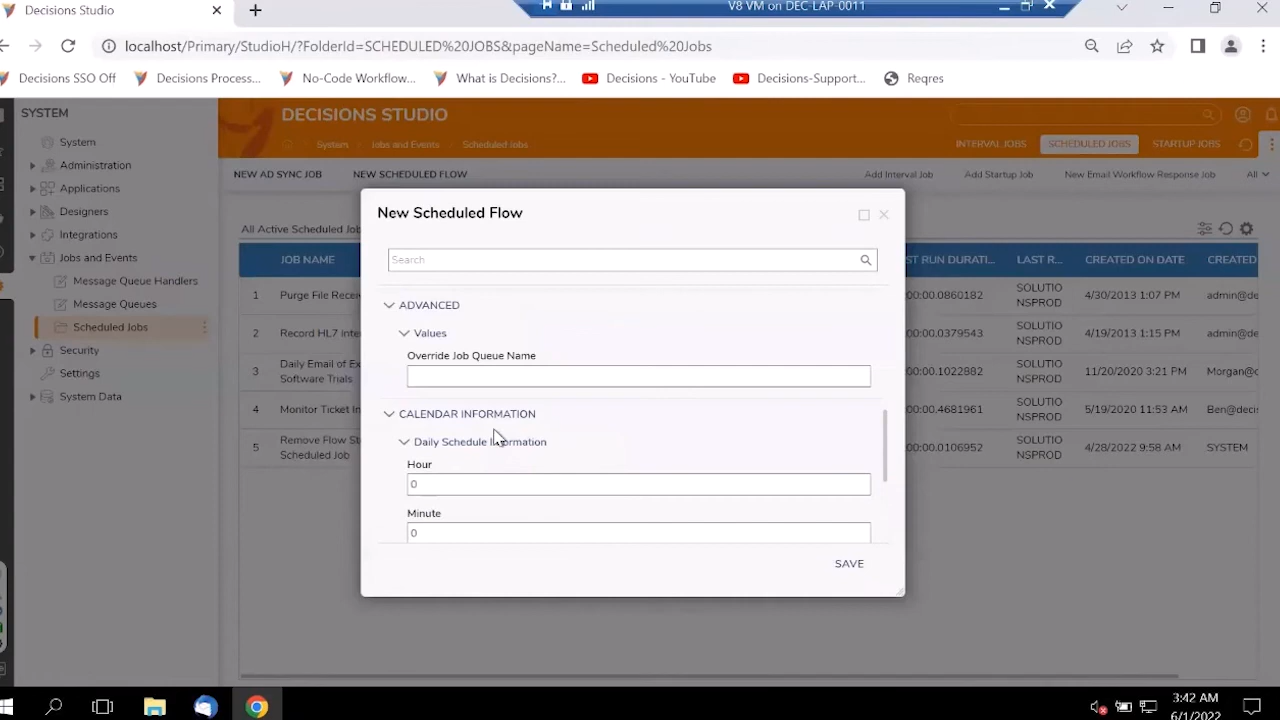 Decisions Studio
V8 VM on DEC-LAP-0011
localhost/Primary/StudioH/?FolderId=SCHEDULED%20JOBS&pageName=Scheduled%20Jobs
Decisions SSO Off
Decisions Process...
No-Code Workflow...
What is Decisions?...
Decisions - YouTube
Decisions-Support...
Reqres
SYSTEM
System
Administration
Applications
Designers
Integrations
Jobs and Events
Message Queue Handlers
Message Queues
Scheduled Jobs
Security
Settings
System Data
DECISIONS STUDIO
System
Jobs and Events
Scheduled Jobs
INTERVAL JOBS
SCHEDULED JOBS
STARTUP JOBS
NEW AD SYNC JOB
NEW SCHEDULED FLOW
Add Interval Job
Add Startup Job
New Email Workflow Response Job
All
All Active Scheduled Job
JOB NAME
ST RUN DURATI...
LAST R...
CREATED ON DATE
CREATED
1
Purge File Recei
:00:00.0860182
SOLUTIO
NSPROD
4/30/2013 1:07 PM
admin@de
2
Record HL7 Inte
:00:00.0379543
SOLUTIO
NSPROD
4/19/2013 1:15 PM
admin@de
3
Daily Email of Ex
Software Trials
:00:00.1022882
SOLUTIO
NSPROD
11/20/2020 3:21 PM
Morgan@d
4
Monitor Ticket In
:00:00.4681961
SOLUTIO
NSPROD
5/19/2020 11:53 AM
Ben@decis
5
Remove Flow St
Scheduled Job
:00:00.0106952
SOLUTIO
NSPROD
4/28/2022 9:58 AM
SYSTEM
New Scheduled Flow
Search
ADVANCED
Values
Override Job Queue Name
CALENDAR INFORMATION
Daily Schedule Information
Hour
0
Minute
0
SAVE
3:42 AM
6/1/2022